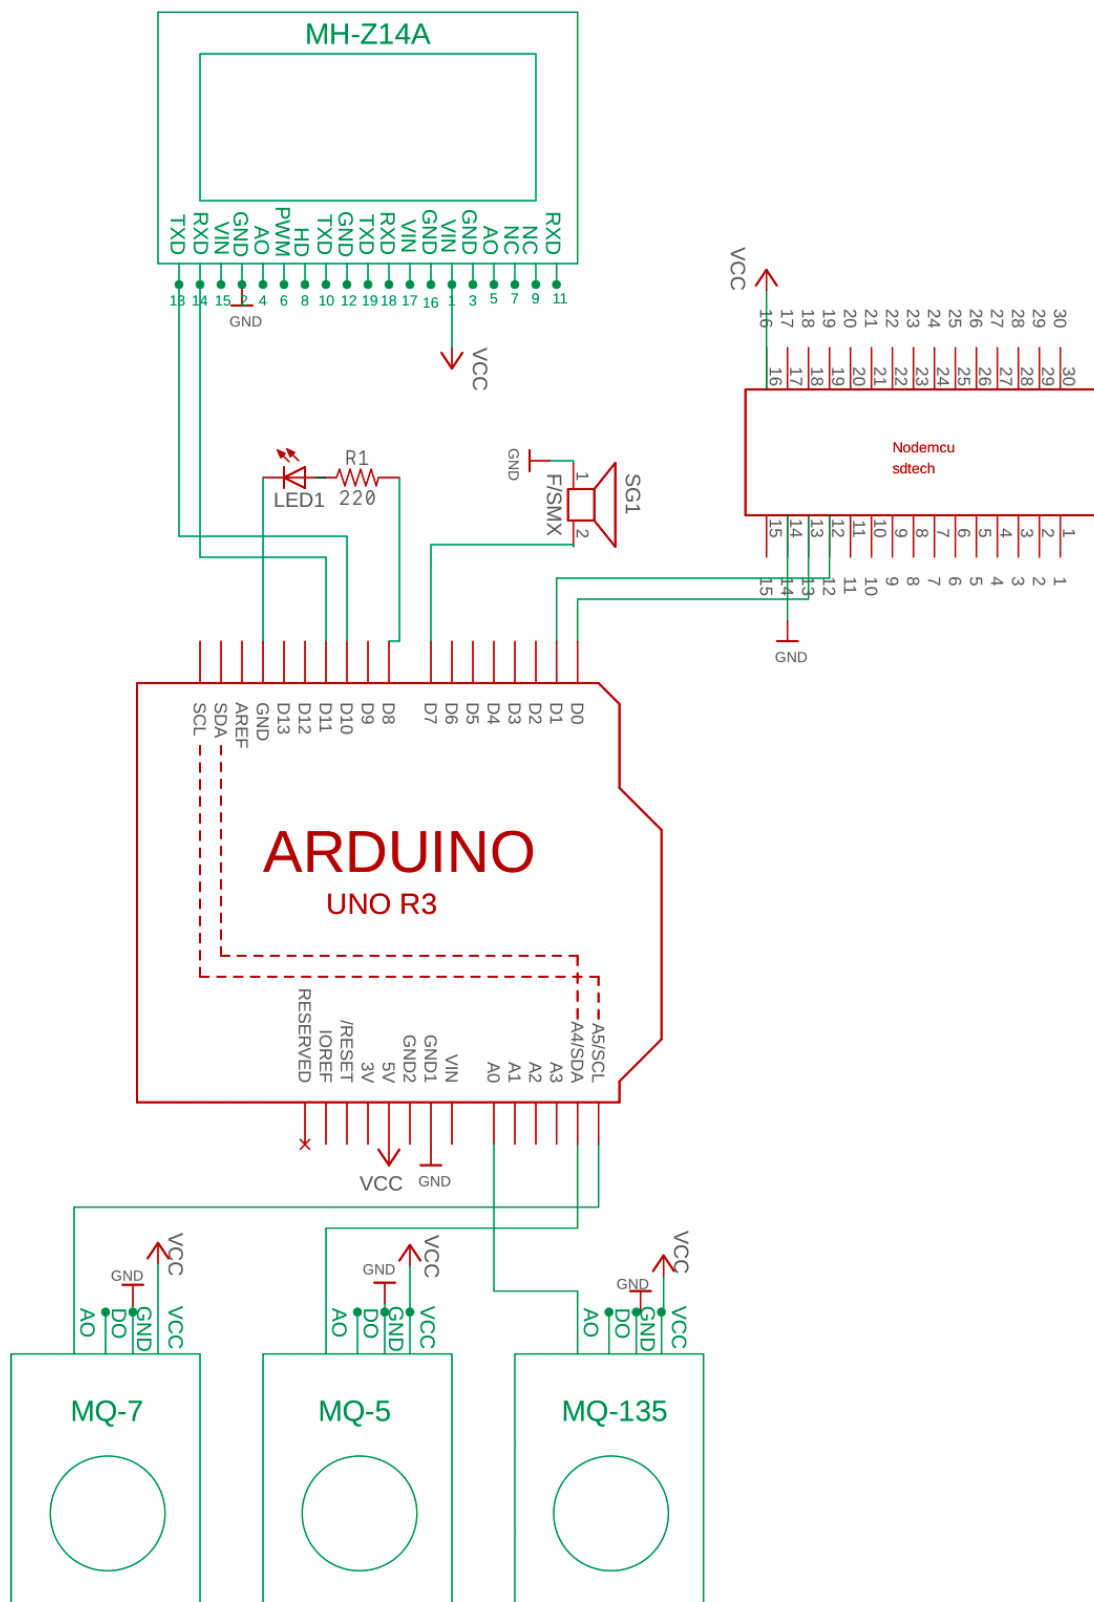 MH-Z14A
TXD RXD VIN GND AO PWM HD TXD GND TXD RXD VIN GND VIN GND AO NC NC RXD
13 14 15 2 4 6 8 10 12 19 18 17 16 1 3 5 7 9 11
GND
VCC
VCC
16 17 18 19 20 21 22 23 24 25 26 27 28 29 30
16 17 18 19 20 21 22 23 24 25 26 27 28 29 30
Nodemcu
sdtech
15 14 13 12 11 10 9 8 7 6 5 4 3 2 1
15 14 13 12 11 10 9 8 7 6 5 4 3 2 1
GND
LED1
R1
220
GND
1
F/SMX
2
SG1
SCL SDA AREF GND D13 D12 D11 D10 D9 D8 D7 D6 D5 D4 D3 D2 D1 D0
ARDUINO
UNO R3
RESERVED IOREF /RESET 3V 5V GND2 GND1 VIN A0 A1 A2 A3 A4/SDA A5/SCL
VCC
GND
GND
VCC
AO DO GND VCC
MQ-7
GND
VCC
AO DO GND VCC
MQ-5
GND
VCC
AO DO GND VCC
MQ-135